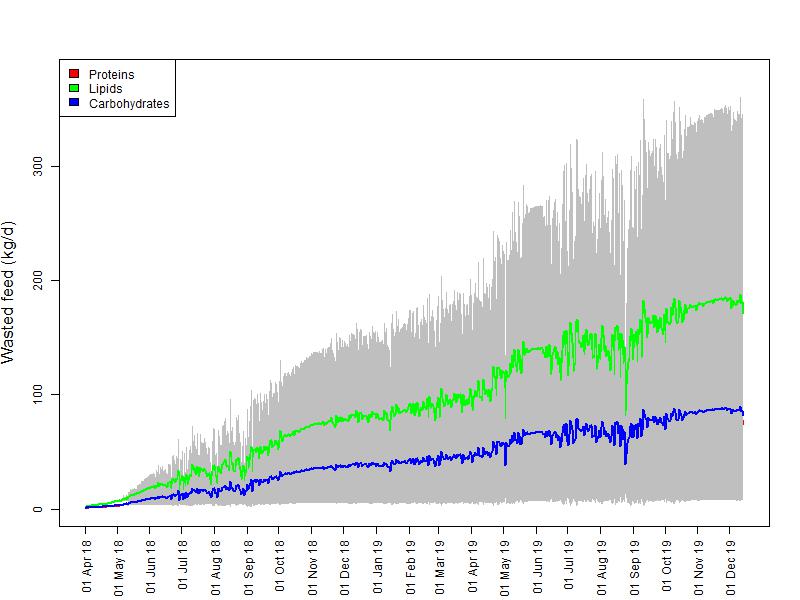 Proteins
Lipids
Carbohydrates
Wasted feed (kg/d)
300
200
100
0
01 Apr 18
01 May 18
01 Jun 18
01 Jul 18
01 Aug 18
01 Sep 18
01 Oct 18
01 Nov 18
01 Dec 18
01 Jan 19
01 Feb 19
01 Mar 19
01 Apr 19
01 May 19
01 Jun 19
01 Jul 19
01 Aug 19
01 Sep 19
01 Oct 19
01 Nov 19
01 Dec 19